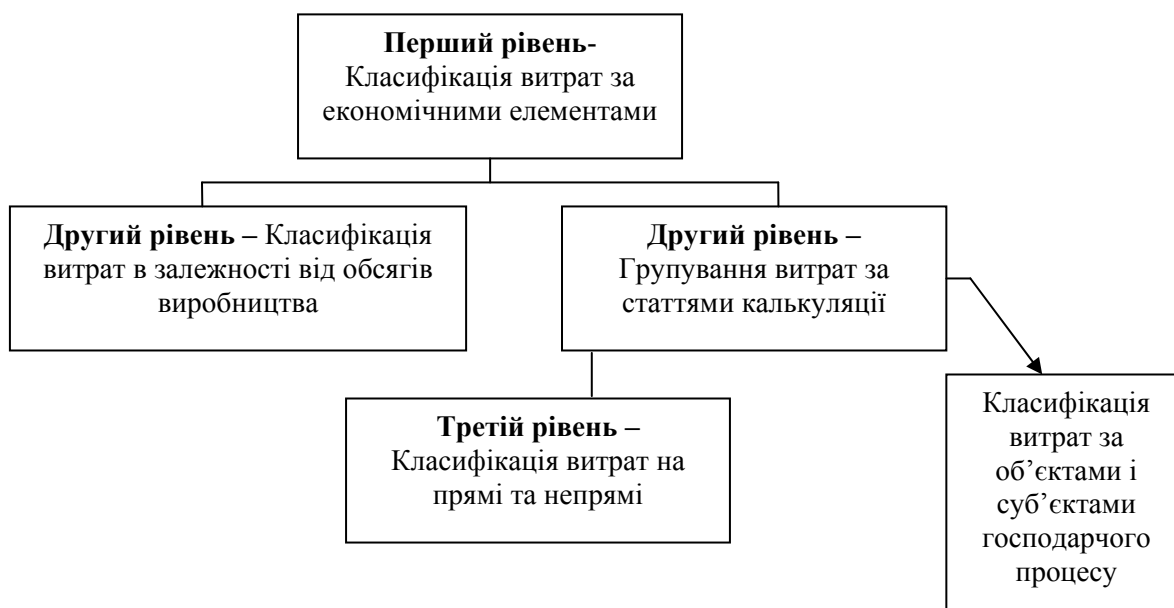 Перший рівень-
Класифікація витрат за
економічними елементами
Другий рівень – Класифікація
витрат в залежності від обсягів
виробництва
Другий рівень –
Групування витрат за
статтями калькуляції
Третій рівень –
Класифікація витрат на
прямі та непрямі
Класифікація
витрат за
об’єктами і
суб’єктами
господарчого
процесу